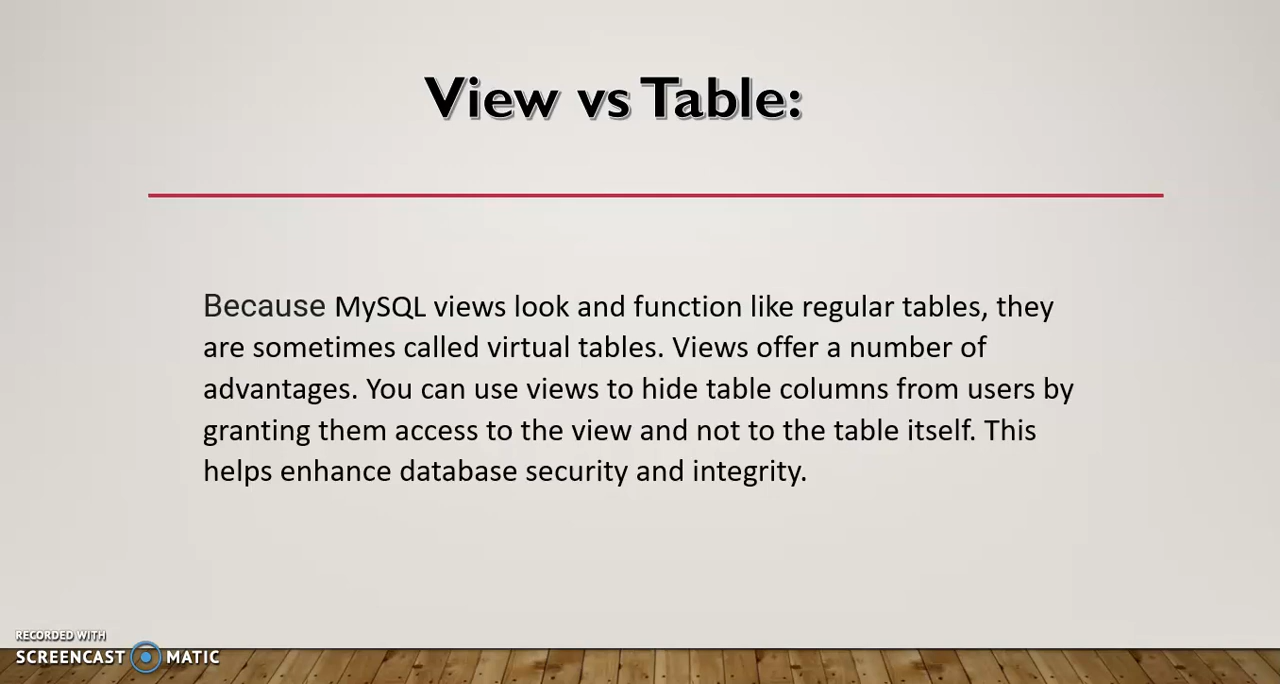 View vs Table:
Because MySQL views look and function like regular tables, they
are sometimes called virtual tables. Views offer a number of
advantages. You can use views to hide table columns from users by
granting them access to the view and not to the table itself. This
helps enhance database security and integrity.
RECORDED WITH
SCREENCAST MATIC